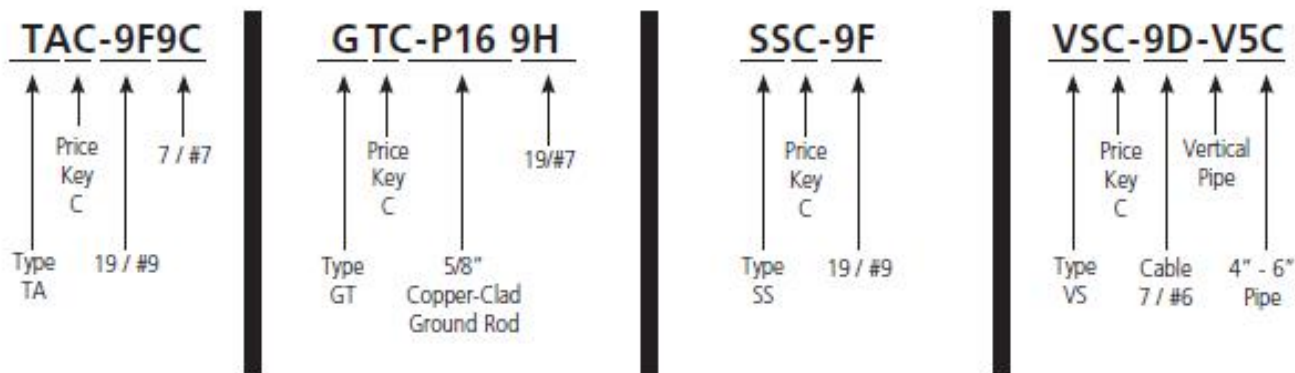 TAC-9F9C
Price
Key
C
7 / #7
Type
TA
19 / #9
GTC-P16 9H
Price
Key
C
19/#7
Type
GT
5/8”
Copper-Clad
Ground Rod
SSC-9F
Price
Key
C
Type
SS
19 / #9
VSC-9D-V5C
Price
Key
C
Vertical
Pipe
Type
VS
Cable
7 / #6
4” - 6”
Pipe